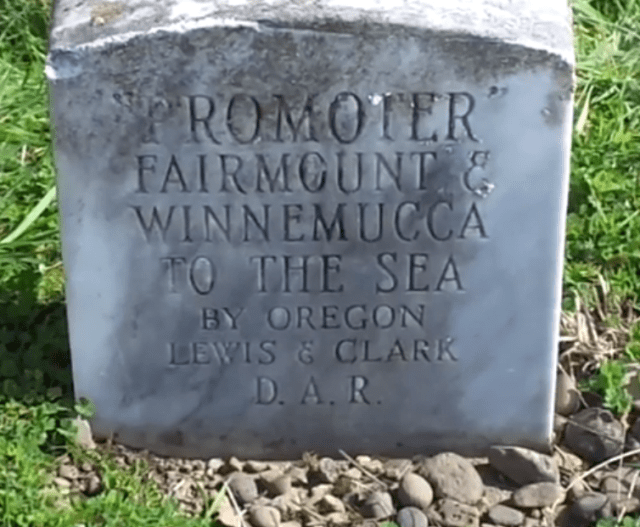 "PROMOTER"
FAIRMOUNT &
WINNEMUCCA
TO THE SEA
BY OREGON
LEWIS & CLARK
D. A. R.